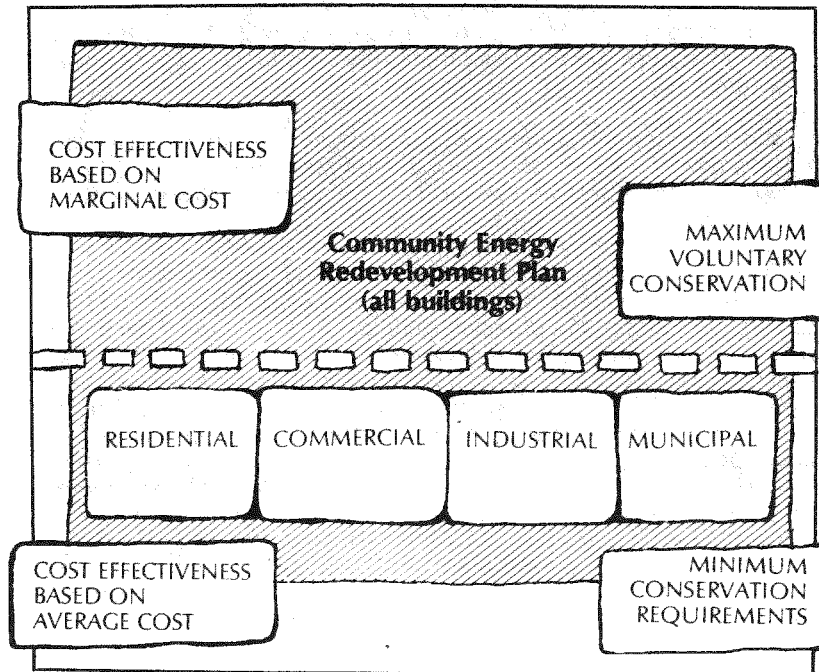 COST EFFECTIVENESS
BASED ON
MARGINAL COST
MAXIMUM
VOLUNTARY
CONSERVATION
Community Energy
Redevelopment Plan
(all buildings)
RESIDENTIAL
COMMERCIAL
INDUSTRIAL
MUNICIPAL
COST EFFECTIVENESS
BASED ON
AVERAGE COST
MINIMUM
CONSERVATION
REQUIREMENTS